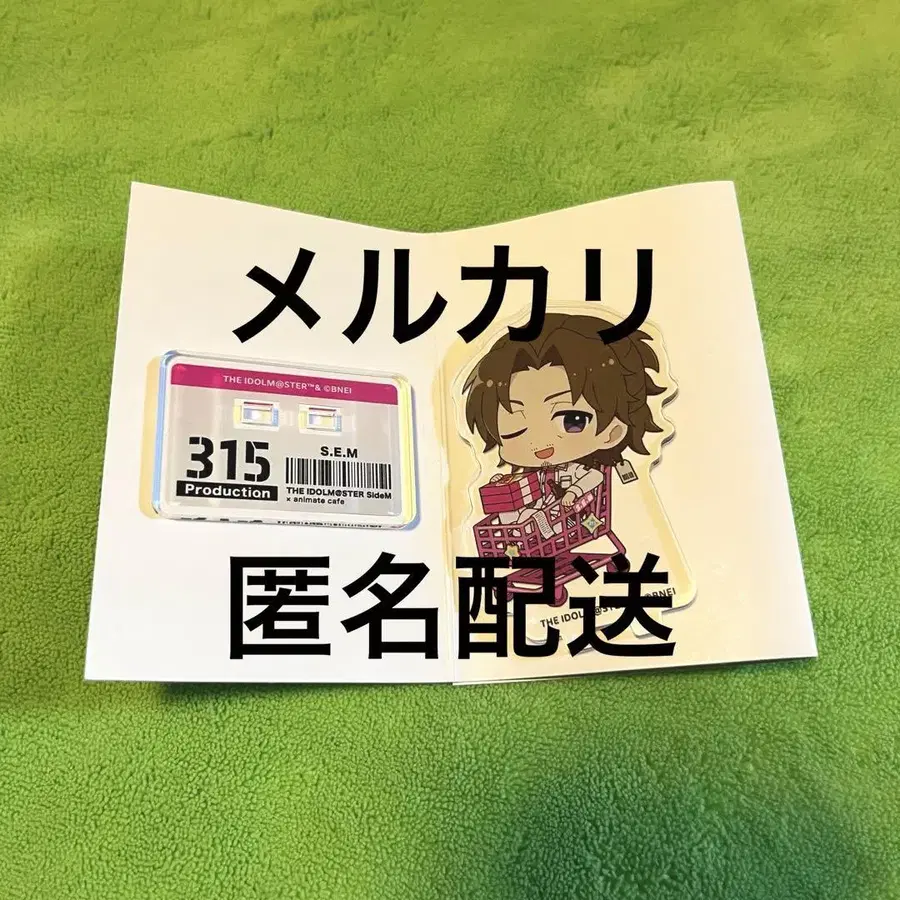 メルカリ
THE IDOLM@STER™& ©BNEI
315
Production
S.E.M
THE IDOLM@STER SideM
× animate cafe
匿名配送
THE IDOLM@STER™& ©BNEI